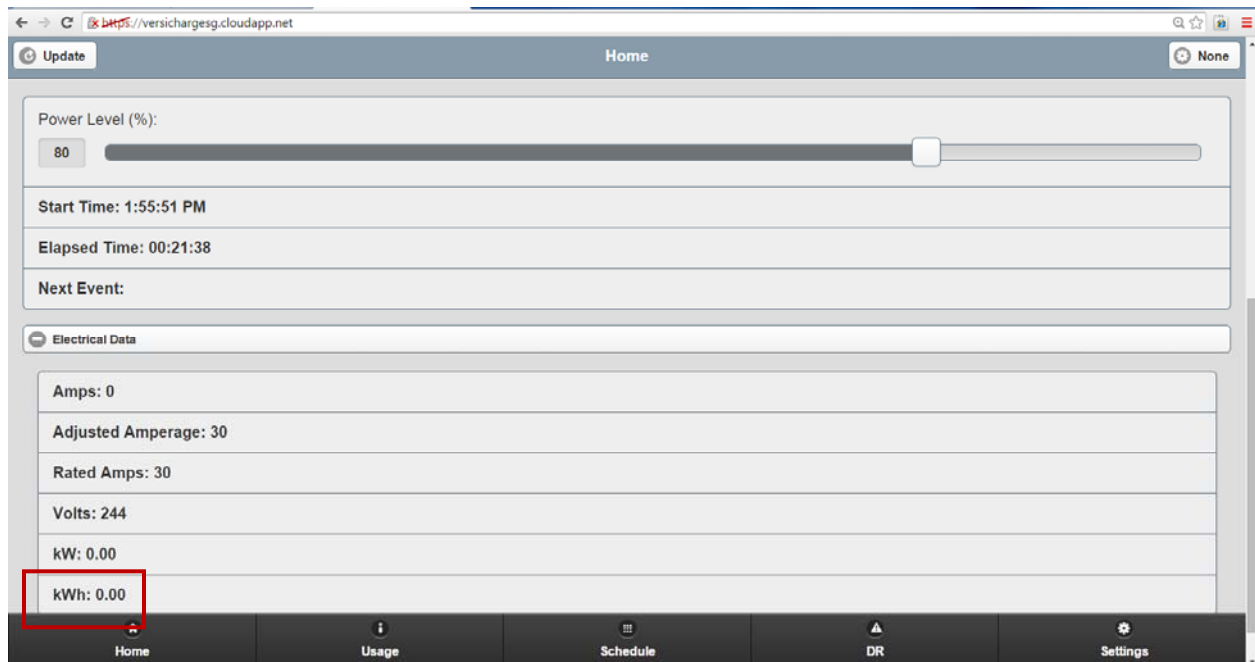 https://versichargesg.cloudapp.net
Update
Home
None
Power Level (%):
80
Start Time: 1:55:51 PM
Elapsed Time: 00:21:38
Next Event:
Electrical Data
Amps: 0
Adjusted Amperage: 30
Rated Amps: 30
Volts: 244
kW: 0.00
kWh: 0.00
Home
Usage
Schedule
DR
Settings